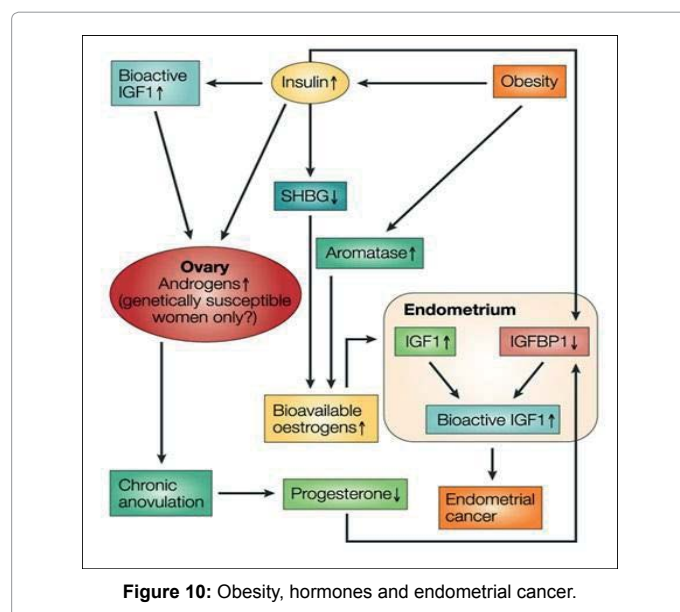 Bioactive
IGF1↑
Insulin↑
Obesity
SHBG↓
Aromatase↑
Ovary
Androgens↑
(genetically susceptible
women only?)
Endometrium
IGF1↑
IGFBP1↓
Bioactive IGF1↑
Bioavailable
oestrogens↑
Chronic
anovulation
Progesterone↓
Endometrial
cancer
Figure 10: Obesity, hormones and endometrial cancer.